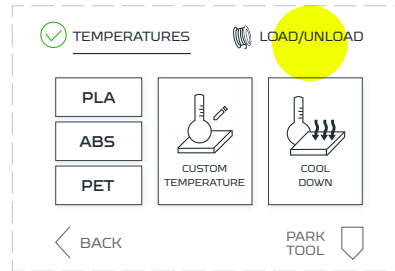 TEMPERATURES LOAD/UNLOAD
PLA
ABS
PET
CUSTOM
TEMPERATURE
COOL
DOWN
BACK
PARK
TOOL